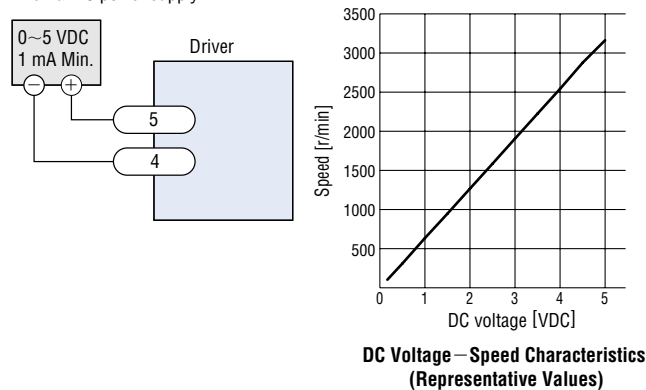 0~5 VDC
1 mA Min.
−
+
Driver
5
4
3500
3000
2500
2000
1500
1000
500
0
1
2
3
4
5
Speed [r/min]
DC voltage [VDC]
DC Voltage−Speed Characteristics
(Representative Values)